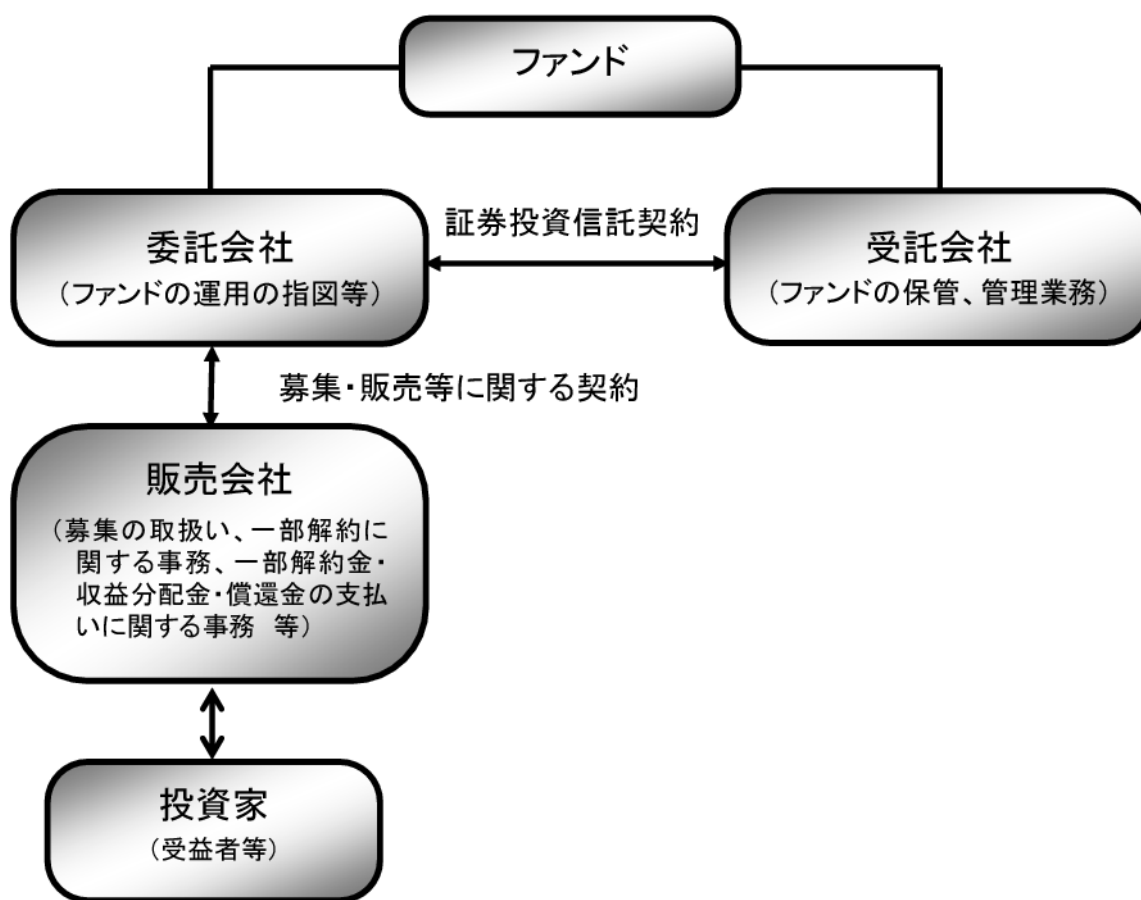 ファンド
証券投資信託契約
委託会社
（ファンドの運用の指図等）
受託会社
（ファンドの保管、管理業務）
募集・販売等に関する契約
販売会社
（募集の取扱い、一部解約に
関する事務、一部解約金・
収益分配金・償還金の支払
いに関する事務　等）
投資家
（受益者等）